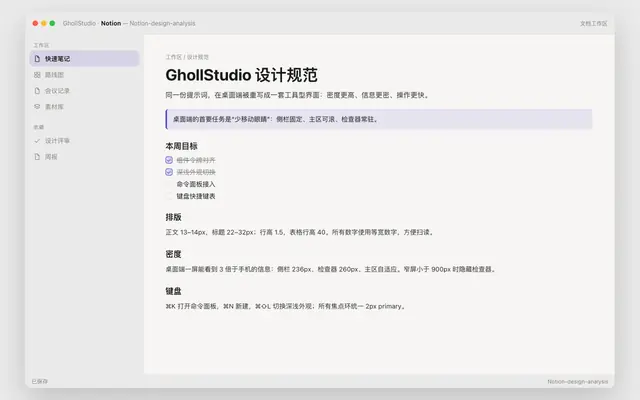 GhollStudio · Notion — Notion-design-analysis
文档工作区
工作区
快速笔记
路线图
会议记录
素材库
设计评审
周报
工作区 / 设计规范
GhollStudio 设计规范
同一份提示词，在桌面端被重写成一套工具型界面：密度更高、信息更密、操作更快。
桌面端的首要任务是“少移动眼睛”：侧栏固定、主区可滚、检查器常驻。
本周目标
组件令牌对齐
深浅外观切换
命令面板接入
键盘快捷键表
排版
正文 13–14px，标题 22–32px；行高 1.5，表格行高 40。所有数字使用等宽数字，方便扫读。
密度
桌面端一屏能看到 3 倍于手机的信息：侧栏 236px、检查器 260px、主区自适应。窄屏小于 900px 时隐藏检查器。
键盘
⌘K 打开命令面板，⌘N 新建，⌘⇧L 切换深浅外观；所有焦点环统一 2px primary。
已保存
Notion-design-analysis